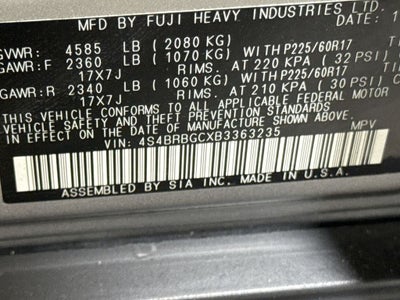 MFD BY FUJI HEAVY INDUSTRIES LTD. DATE: 1
GVWR: 4585 LB (2080 KG)
GAWR:F 2360 LB (1070 KG) WITH P225/60R17
17X7J RIMS. AT 220 KPA (32 PSI)
GAWR:R 2340 LB (1060 KG) WITH P225/60R17
17X7J RIMS. AT 210 KPA (30 PSI) C
THIS VEHICLE CONFORMS TO ALL APPLICABLE FEDERAL MOTOR
VEHICLE SAFETY AND THEFT PREVENTION STANDARDS
IN EFFECT ON THE DATE OF MANUFACTURE SHOWN ABOVE.
VIN: 4S4BRBGCXB3363235 MPV
ASSEMBLED BY SIA INC. MADE IN U.S.A.